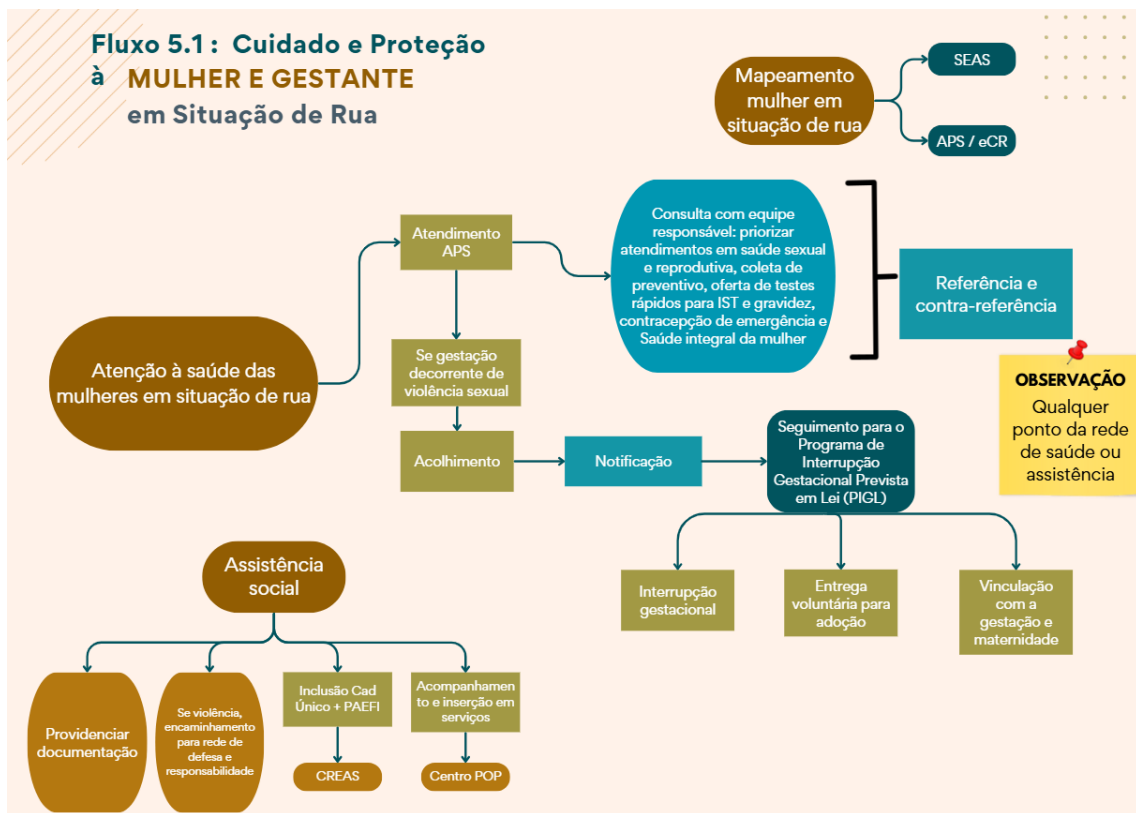 Fluxo 5.1 : Cuidado e Proteção
à MULHER E GESTANTE
em Situação de Rua
Mapeamento
mulher em
situação de rua
SEAS
APS / eCR
Atenção à saúde das
mulheres em situação de rua
Atendimento
APS
Consulta com equipe
responsável: priorizar
atendimentos em saúde sexual
e reprodutiva, coleta de
preventivo, oferta de testes
rápidos para IST e gravidez,
contracepção de emergência e
Saúde integral da mulher
Referência e
contra-referência
OBSERVAÇÃO
Qualquer
ponto da rede
de saúde ou
assistência
Se gestação
decorrente de
violência sexual
Acolhimento
Notificação
Seguimento para o
Programa de
Interrupção
Gestacional Prevista
em Lei (PIGL)
Interrupção
gestacional
Entrega
voluntária para
adoção
Vinculação
com a
gestação e
maternidade
Assistência
social
Providenciar
documentação
Se violência,
encaminhamento
para rede de
defesa e
responsabilidade
Inclusão Cad
Único + PAEFI
CREAS
Acompanhamen
to e inserção em
serviços
Centro POP